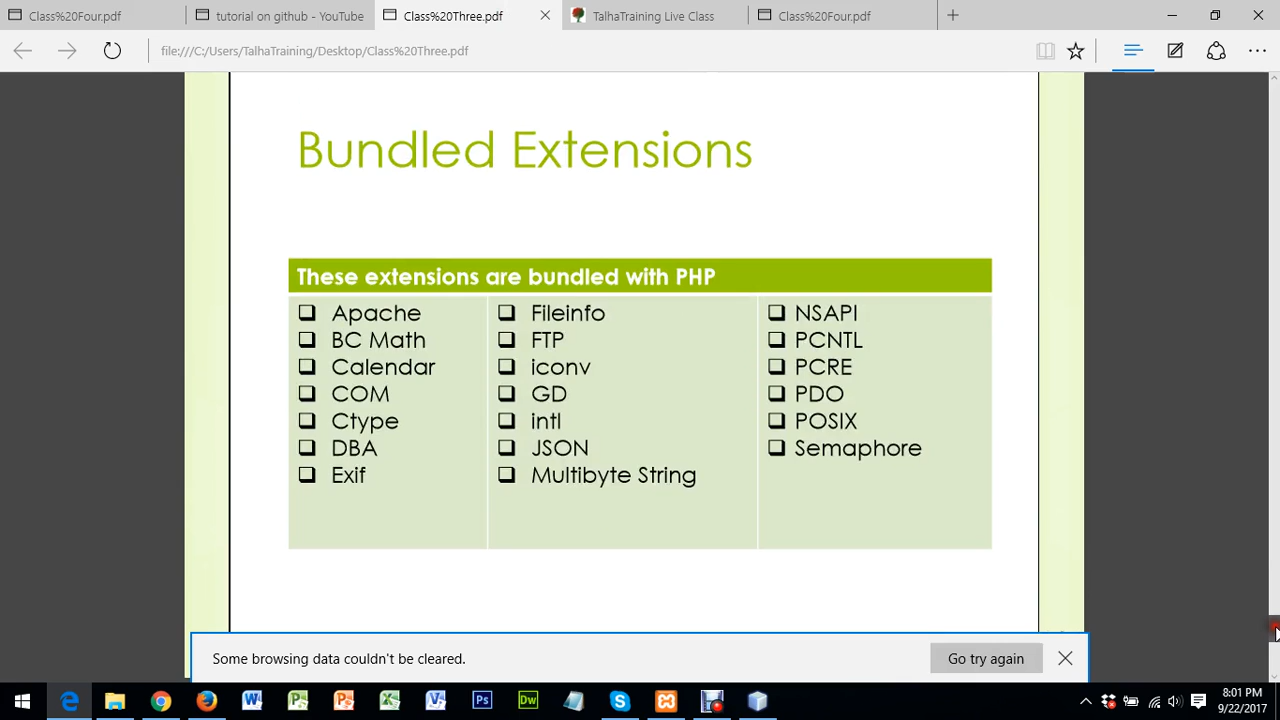 Class%20Four.pdf
tutorial on github - YouTube
Class%20Three.pdf
TalhaTraining Live Class
Class%20Four.pdf
file:///C:/Users/TalhaTraining/Desktop/Class%20Three.pdf
Bundled Extensions
These extensions are bundled with PHP
Apache
BC Math
Calendar
COM
Ctype
DBA
Exif
Fileinfo
FTP
iconv
GD
intl
JSON
Multibyte String
NSAPI
PCNTL
PCRE
PDO
POSIX
Semaphore
Some browsing data couldn't be cleared.
Go try again
8:01 PM
9/22/2017